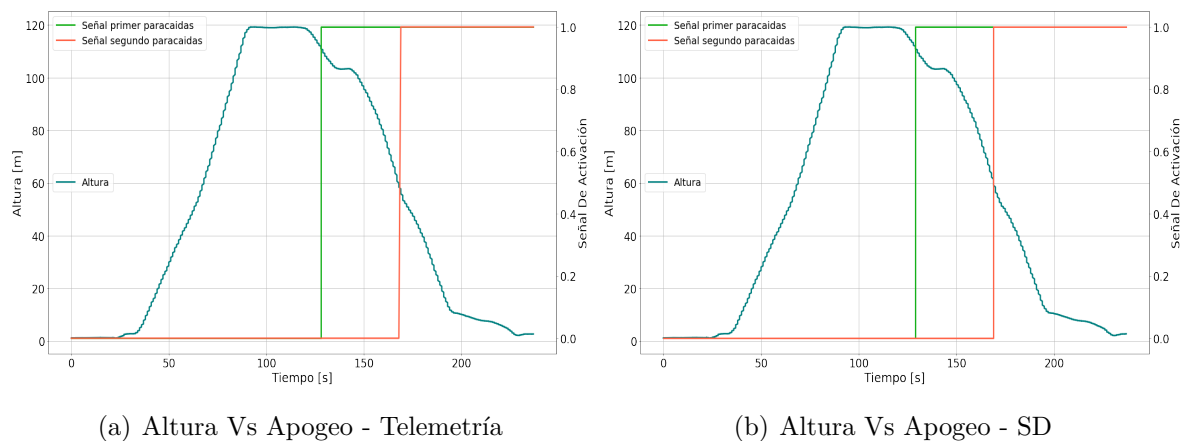 Señal primer paracaidas
Señal segundo paracaidas
Altura
Altura [m]
120
100
80
60
40
20
0
0
50
100
150
200
Tiempo [s]
1.0
0.8
0.6
0.4
0.2
0.0
Señal De Activación
(a) Altura Vs Apogeo - Telemetría
Señal primer paracaidas
Señal segundo paracaidas
Altura
Altura [m]
120
100
80
60
40
20
0
0
50
100
150
200
Tiempo [s]
1.0
0.8
0.6
0.4
0.2
0.0
Señal De Activación
(b) Altura Vs Apogeo - SD